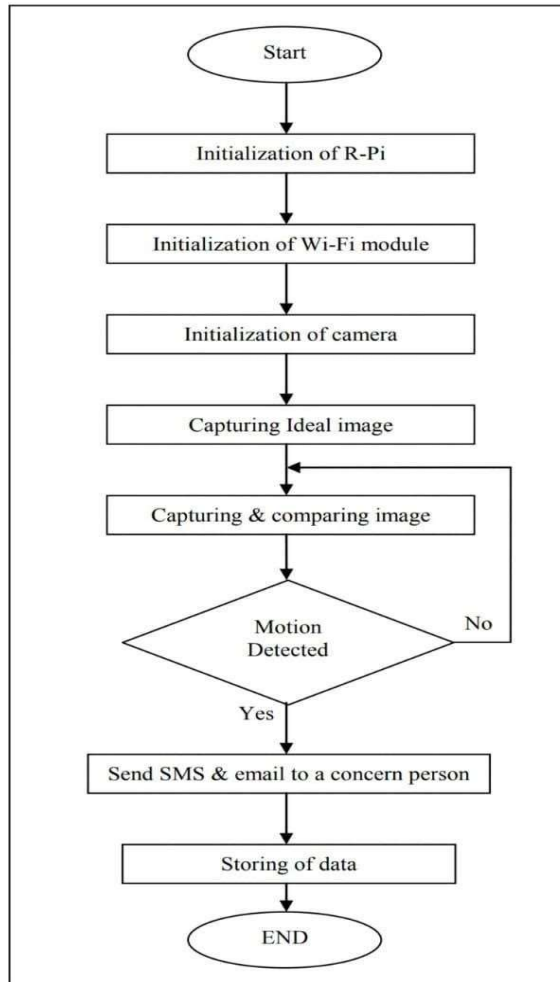 Start
Initialization of R-Pi
Initialization of Wi-Fi module
Initialization of camera
Capturing Ideal image
Capturing & comparing image
Motion
Detected
No
Yes
Send SMS & email to a concern person
Storing of data
END